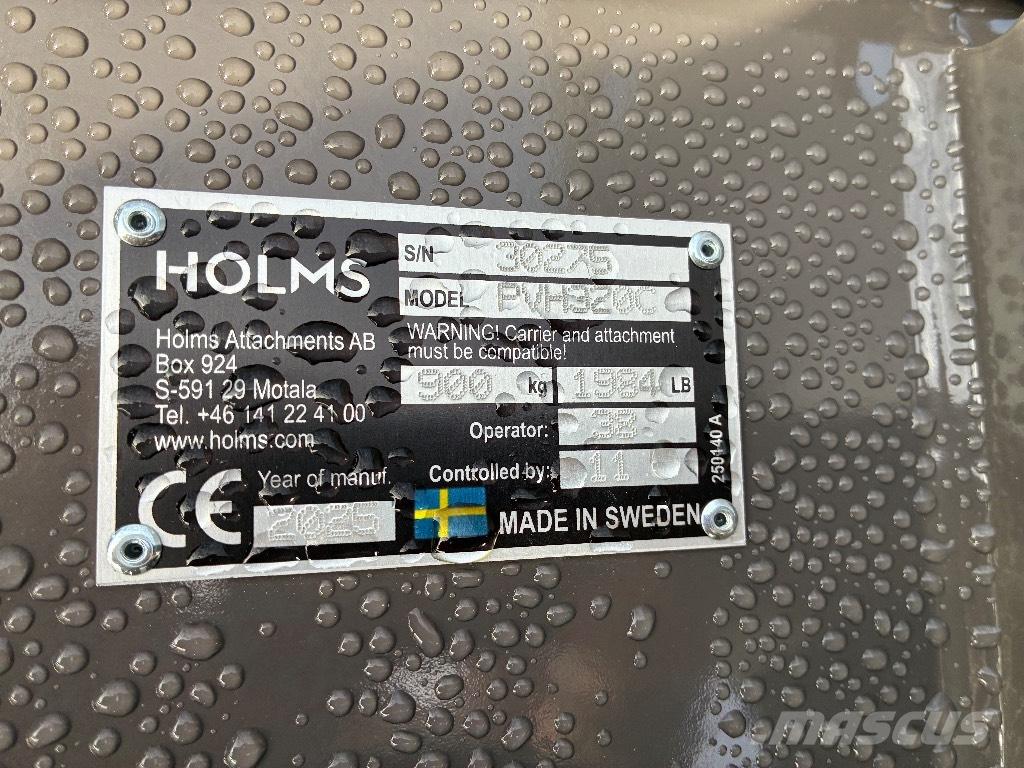 HOLMS
Holms Attachments AB
Box 924
S-591 29 Motala
Tel. +46 141 22 41 00
www.holms.com
CE
Year of manuf.
2025
S/N
MODEL PVH320C
WARNING! Carrier and attachment
must be compatible!
900 kg 1984 LB
Operator: 3B
Controlled by: 11
MADE IN SWEDEN
250140 A
mascus